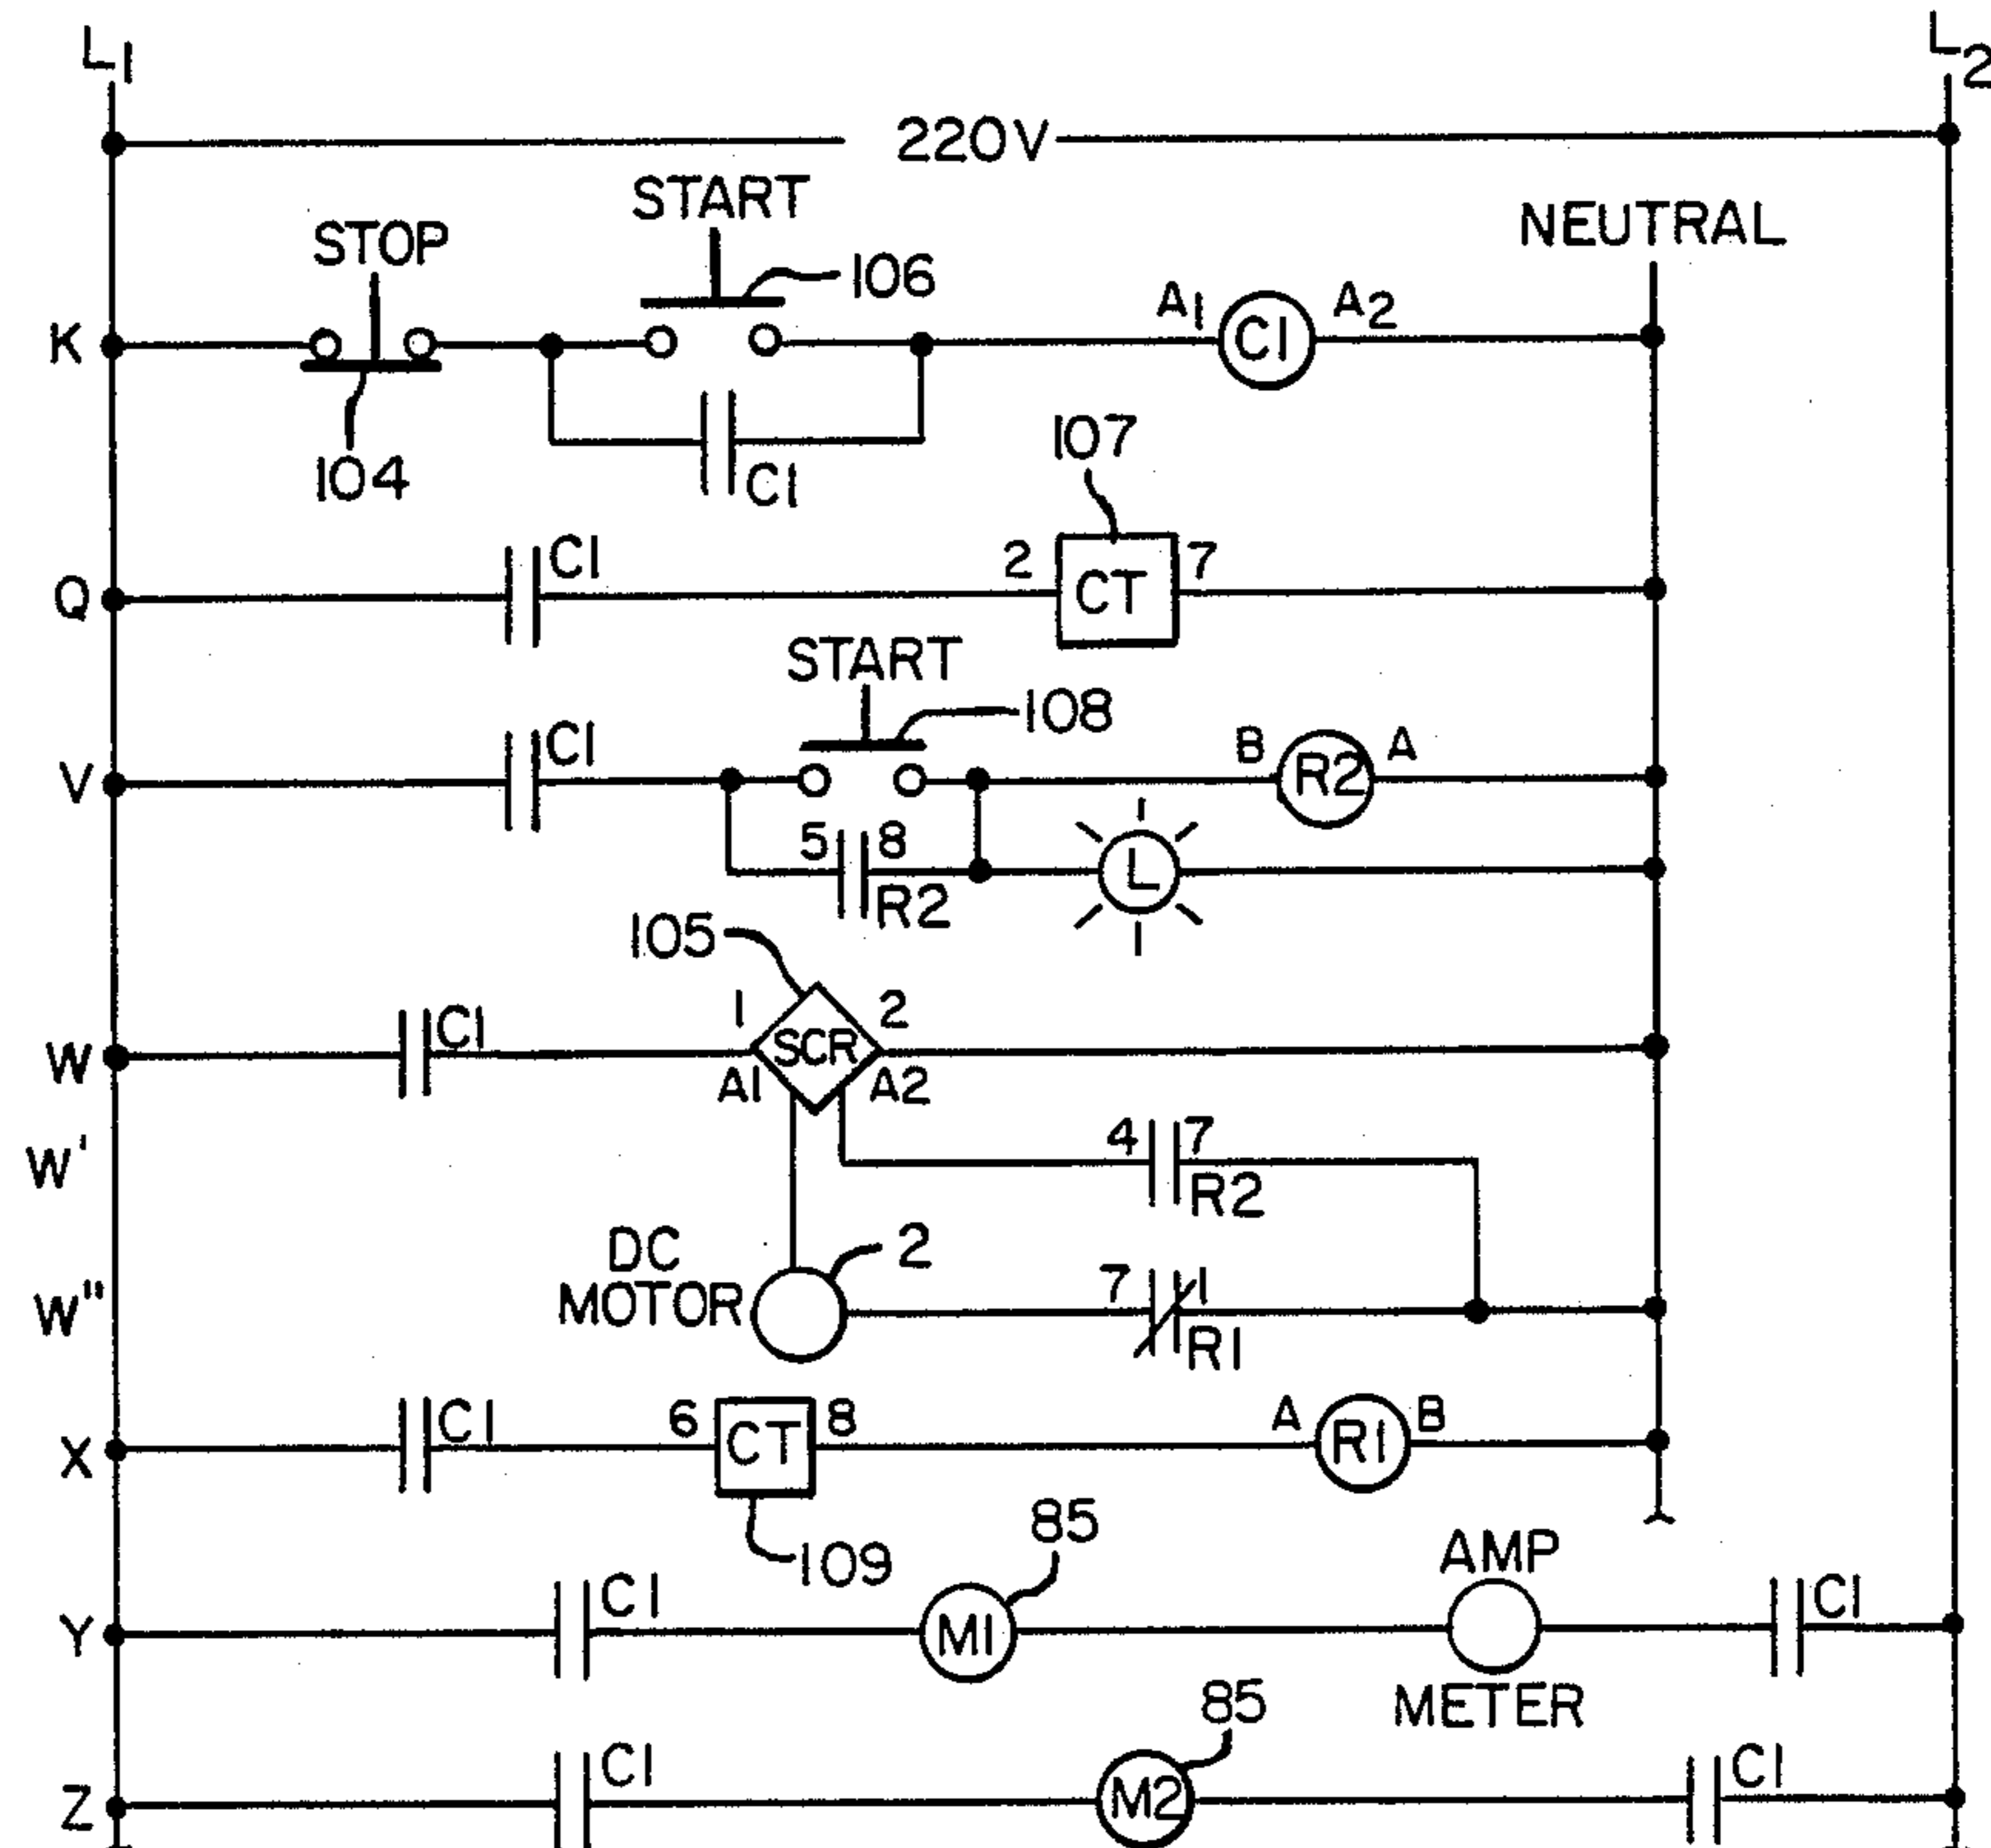 L1
L2
220V
START
STOP
NEUTRAL
106
K
A1
C1
A2
104
C1
107
Q
C1
2
CT
7
START
108
V
C1
B
R2
A
5
8
R2
L
105
W
C1
1
SCR
2
A1
A2
W'
4
7
R2
DC
MOTOR
2
W"
7
1
R1
X
C1
6
CT
8
A
R1
B
109
85
AMP
Y
C1
M1
C1
METER
85
Z
C1
M2
C1